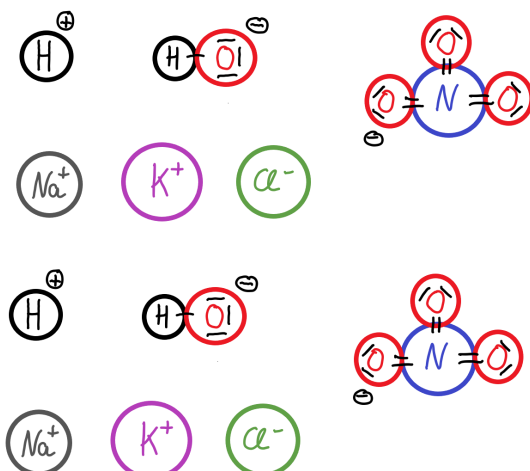 H ⊕ H–O ⊖ O
O N O
⊖
Na⁺ K⁺ Cl⁻
H ⊕ H–O ⊖ O
O N O
⊖
Na⁺ K⁺ Cl⁻